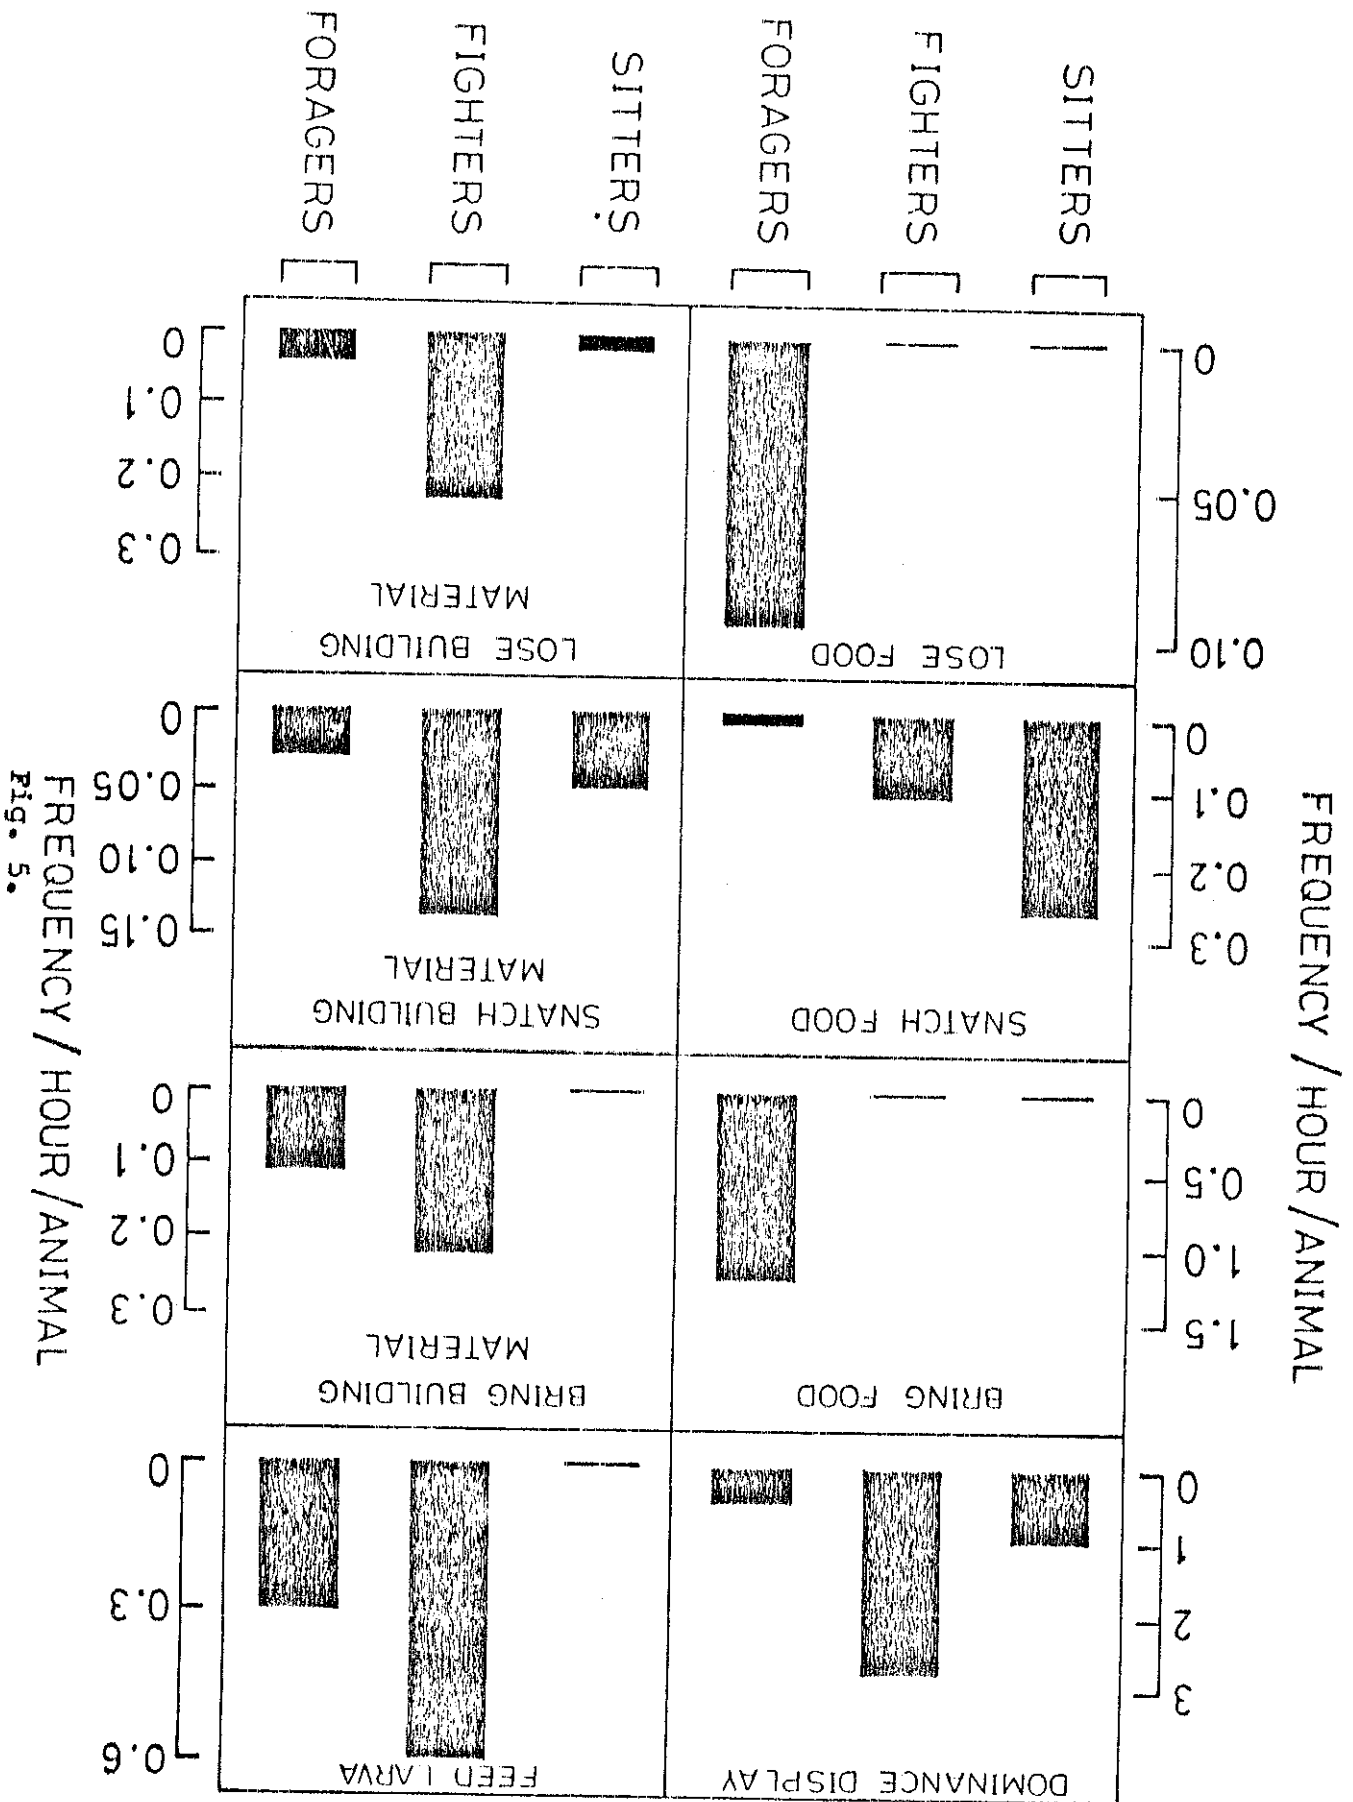 DOMINANCE DISPLAY
FEED LARVA
0
1
2
3
0
0.3
0.6
BRING FOOD
BRING BUILDING
MATERIAL
0
0.5
1.0
1.5
0
0.1
0.2
0.3
SNATCH FOOD
SNATCH BUILDING
MATERIAL
0
0.1
0.2
0.3
0
0.05
0.10
0.15
LOSE FOOD
LOSE BUILDING
MATERIAL
0
0.05
0.10
0
0.1
0.2
0.3
SITTERS
FIGHTERS
FORAGERS
SITTERS
FIGHTERS
FORAGERS
FREQUENCY / HOUR / ANIMAL
FREQUENCY / HOUR / ANIMAL
Fig. 5.